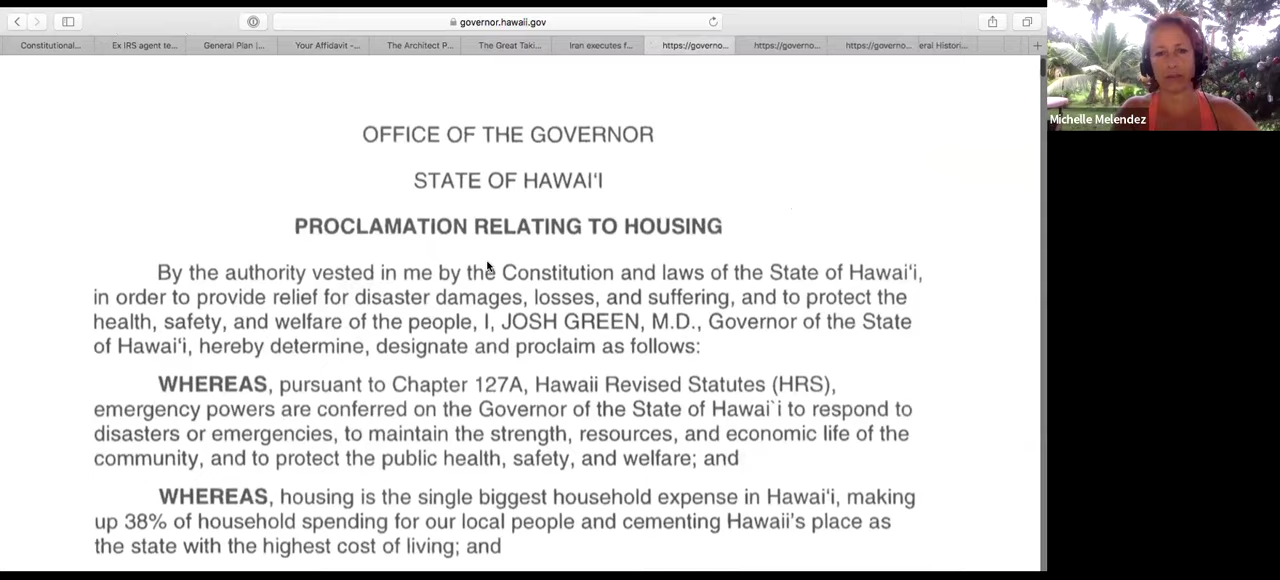 governor.hawaii.gov
Constitutional...
Ex IRS agent te...
General Plan |...
Your Affidavit -...
The Architect P...
The Great Taki...
Iran executes f...
https://governo...
https://governo...
https://governo...
eral Histori...
Michelle Melendez
OFFICE OF THE GOVERNOR
STATE OF HAWAIʻI
PROCLAMATION RELATING TO HOUSING
By the authority vested in me by the Constitution and laws of the State of Hawaiʻi,
in order to provide relief for disaster damages, losses, and suffering, and to protect the
health, safety, and welfare of the people, I, JOSH GREEN, M.D., Governor of the State
of Hawaiʻi, hereby determine, designate and proclaim as follows:
WHEREAS, pursuant to Chapter 127A, Hawaii Revised Statutes (HRS),
emergency powers are conferred on the Governor of the State of Hawai`i to respond to
disasters or emergencies, to maintain the strength, resources, and economic life of the
community, and to protect the public health, safety, and welfare; and
WHEREAS, housing is the single biggest household expense in Hawaiʻi, making
up 38% of household spending for our local people and cementing Hawaii's place as
the state with the highest cost of living; and